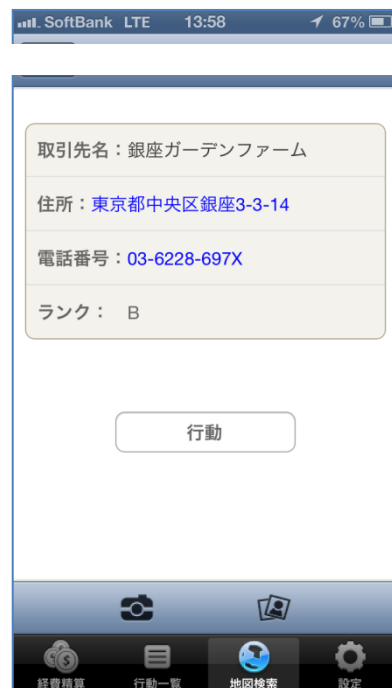 SoftBank LTE 13:58 67%
取引先名：銀座ガーデンファーム
住所：東京都中央区銀座3-3-14
電話番号：03-6228-697X
ランク： B
行動
経費精算 行動一覧 地図検索 設定